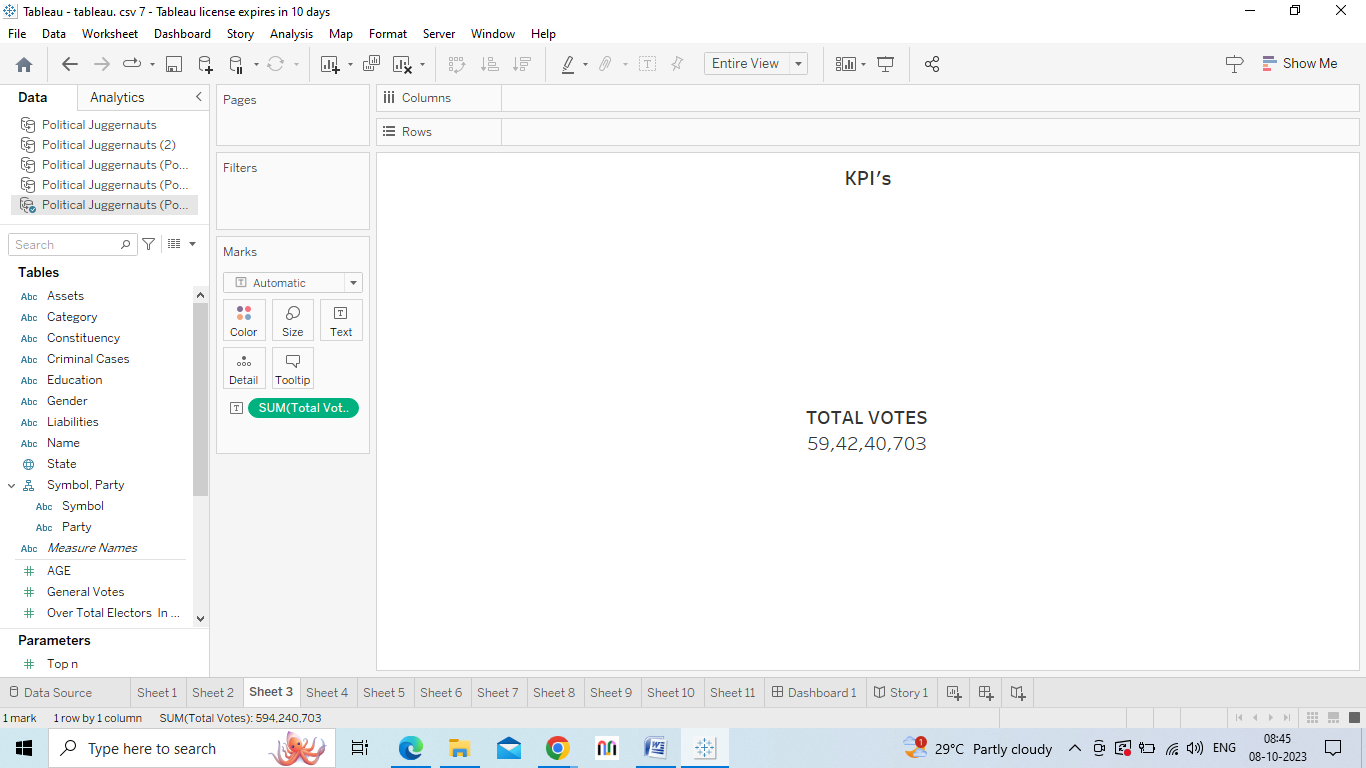 Tableau - tableau. csv 7 - Tableau license expires in 10 days
File Data Worksheet Dashboard Story Analysis Map Format Server Window Help
Entire View
Show Me
Data Analytics
Political Juggernauts
Political Juggernauts (2)
Political Juggernauts (Po...
Political Juggernauts (Po...
Political Juggernauts (Po...
Search
Tables
Abc Assets
Abc Category
Abc Constituency
Abc Criminal Cases
Abc Education
Abc Gender
Abc Liabilities
Abc Name
State
Symbol, Party
Abc Symbol
Abc Party
Abc Measure Names
# AGE
# General Votes
# Over Total Electors In ...
Parameters
# Top n
Pages
Filters
Marks
T Automatic
Color Size Text
Detail Tooltip
T SUM(Total Vot..
Columns
Rows
KPI's
TOTAL VOTES
59,42,40,703
Data Source Sheet 1 Sheet 2 Sheet 3 Sheet 4 Sheet 5 Sheet 6 Sheet 7 Sheet 8 Sheet 9 Sheet 10 Sheet 11 Dashboard 1 Story 1
1 mark 1 row by 1 column SUM(Total Votes): 594,240,703
Type here to search
1 29°C Partly cloudy ENG
08:45
08-10-2023